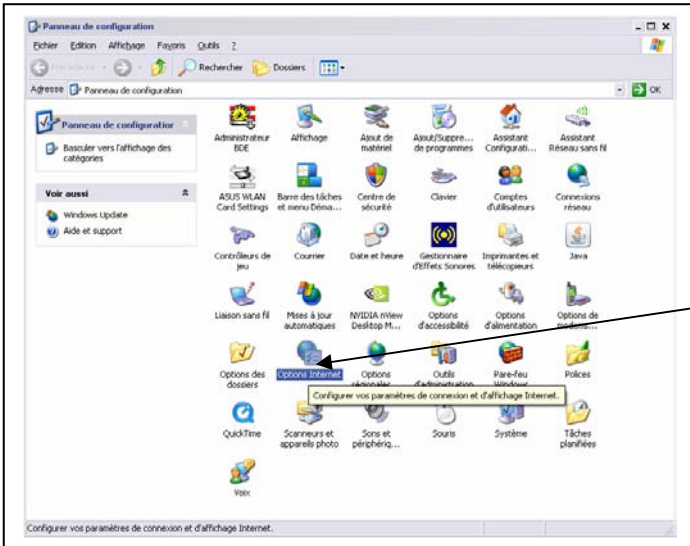 Panneau de configuration
Fichier Edition Affichage Favoris Outils ?
Précédente Rechercher Dossiers
Adresse Panneau de configuration OK
Panneau de configuration
Basculer vers l'affichage des
catégories
Voir aussi
Windows Update
Aide et support
Administrateur
BDE
Affichage
Ajout de
matériel
Ajout/Suppre...
de programmes
Assistant
Configurati...
Assistant
Réseau sans fil
ASUS WLAN
Card Settings
Barre des tâches
et menu Déma...
Centre de
sécurité
Clavier
Comptes
d'utilisateurs
Connexions
réseau
Contrôleurs de
jeu
Courrier
Date et heure
Gestionnaire
d'Effets Sonores
Imprimantes et
télécopieurs
Java
Liaison sans fil
Mises à jour
automatiques
NVIDIA nView
Desktop M...
Options
d'accessibilité
Options
d'alimentation
Options de
modems...
Options des
dossiers
Options Internet
Options
régionales...
Outils
d'administration
Pare-feu
Windows
Polices
Configurer vos paramètres de connexion et d'affichage Internet.
QuickTime
Scanneurs et
appareils photo
Sons et
périphériq...
Souris
Système
Tâches
planifiées
Voix
Configurer vos paramètres de connexion et d'affichage Internet.